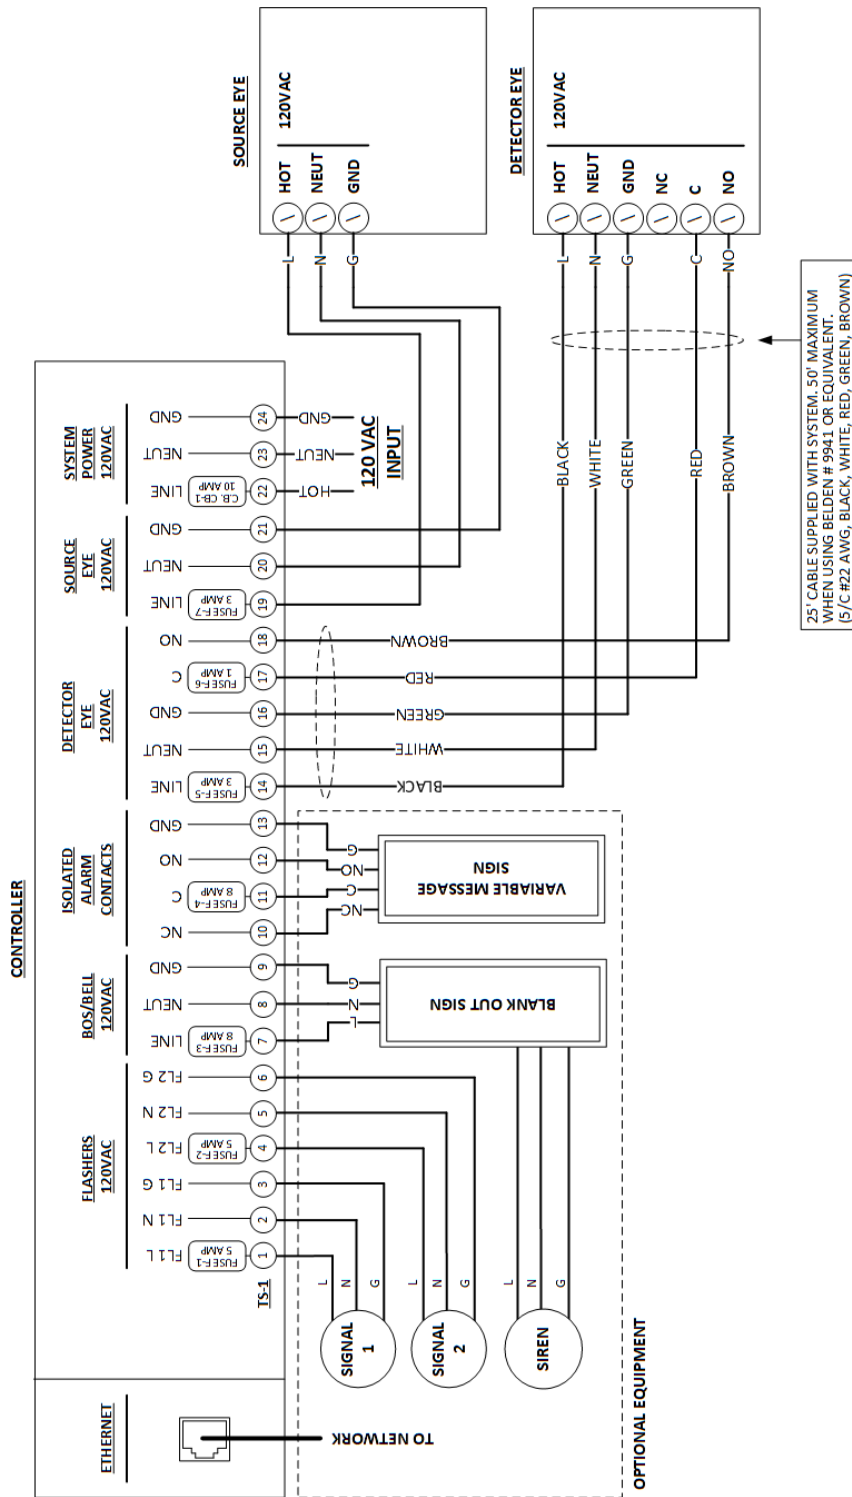 CONTROLLER
ETHERNET
TO NETWORK
FLASHERS
120VAC
FL1 L
FL1 N
FL1 G
FL2 L
FL2 N
FL2 G
FUSE F-1
5 AMP
FUSE F-2
5 AMP
TS-1
1
2
3
4
5
6
BOS/BELL
120VAC
LINE
NEUT
GND
FUSE F-3
8 AMP
7
8
9
ISOLATED
ALARM
CONTACTS
NC
C
NO
GND
FUSE F-4
8 AMP
10
11
12
13
DETECTOR
EYE
120VAC
LINE
NEUT
GND
C
NO
FUSE F-5
3 AMP
FUSE F-6
1 AMP
14
15
16
17
18
SOURCE
EYE
120VAC
LINE
NEUT
GND
FUSE F-7
3 AMP
19
20
21
SYSTEM
POWER
120VAC
LINE
NEUT
GND
C.B. CB-1
10 AMP
22
23
24
HOT
NEUT
GND
120 VAC
INPUT
BLACK
WHITE
GREEN
RED
BROWN
L
N
G
SIGNAL
1
L
N
G
SIGNAL
2
L
N
G
SIREN
L
N
G
BLANK OUT SIGN
NC
C
NO
G
VARIABLE MESSAGE
SIGN
OPTIONAL EQUIPMENT
SOURCE EYE
120VAC
HOT
NEUT
GND
L
N
G
DETECTOR EYE
120VAC
HOT
NEUT
GND
NC
C
NO
L
N
G
C
NO
BLACK
WHITE
GREEN
RED
BROWN
25' CABLE SUPPLIED WITH SYSTEM. 50' MAXIMUM
WHEN USING BELDEN # 9941 OR EQUIVALENT.
(5/C #22 AWG, BLACK, WHITE, RED, GREEN, BROWN)